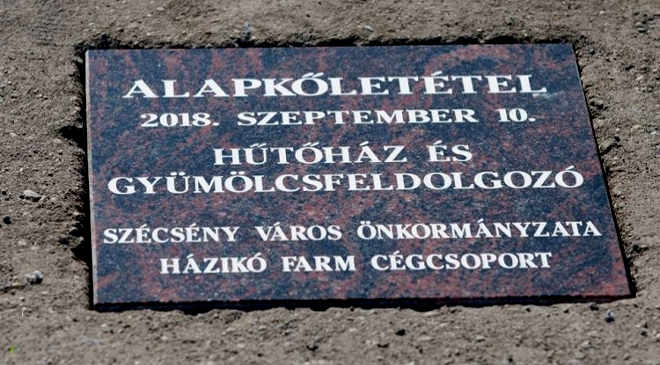 ALAPKŐLETÉTEL
2018. SZEPTEMBER 10.
HŰTŐHÁZ ÉS
GYÜMÖLCSFELDOLGOZÓ
SZÉCSÉNY VÁROS ÖNKORMÁNYZATA
HÁZIKÓ FARM CÉGCSOPORT